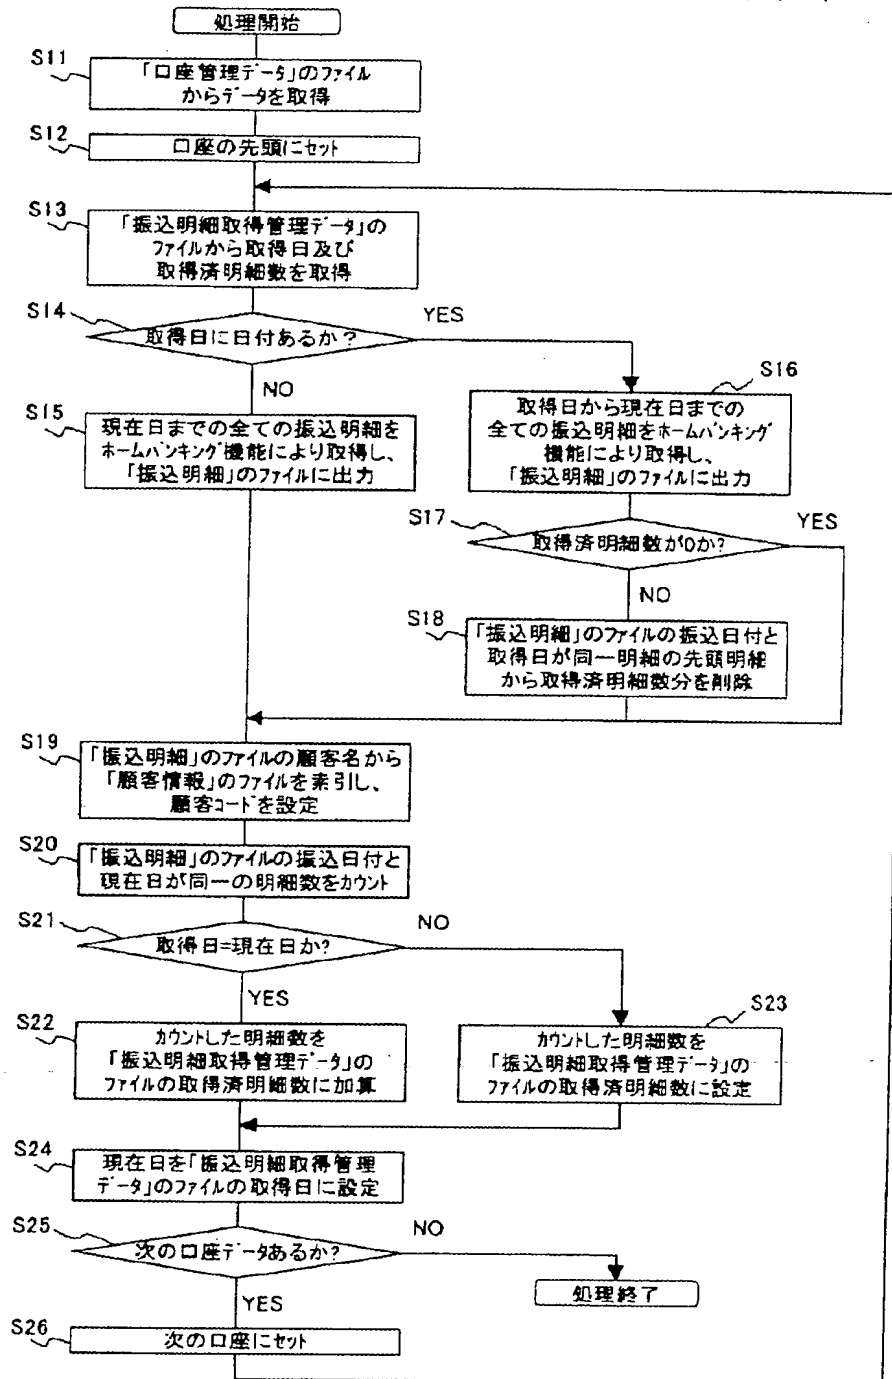 処理開始
S11
「口座管理データ」のファイル
からデータを取得
S12
口座の先頭にセット
S13
「振込明細取得管理データ」の
ファイルから取得日及び
取得済明細数を取得
S14
取得日に日付あるか？
YES
NO
S15
現在日までの全ての振込明細を
ホームバンキング機能により取得し、
「振込明細」のファイルに出力
S16
取得日から現在日までの
全ての振込明細をホームバンキング
機能により取得し、
「振込明細」のファイルに出力
S17
取得済明細数が0か?
YES
NO
S18
「振込明細」のファイルの振込日付と
取得日が同一明細の先頭明細
から取得済明細数分を削除
S19
「振込明細」のファイルの顧客名から
「顧客情報」のファイルを索引し、
顧客コードを設定
S20
「振込明細」のファイルの振込日付と
現在日が同一の明細数をカウント
S21
取得日=現在日か?
NO
YES
S22
カウントした明細数を
「振込明細取得管理データ」の
ファイルの取得済明細数に加算
S23
カウントした明細数を
「振込明細取得管理データ」の
ファイルの取得済明細数に設定
S24
現在日を「振込明細取得管理
データ」のファイルの取得日に設定
S25
次の口座データあるか?
NO
YES
処理終了
S26
次の口座にセット